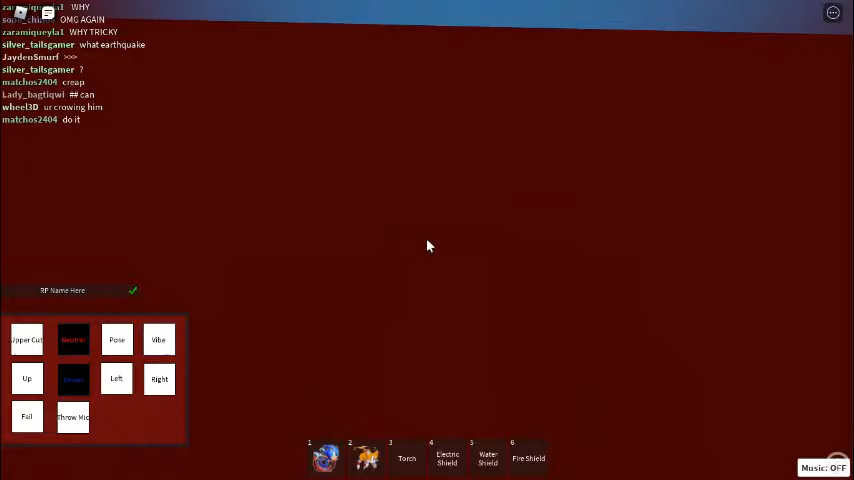 zaramiqueyla1 WHY
OMG AGAIN
zaramiqueyla1 WHY TRICKY
silver_tailsgamer what earthquake
JaydenSmurf >>>
silver_tailsgamer ?
matchos2404 creap
Lady_bagtiqwi ## can
wheel3D ur crowing him
matchos2404 do it
RP Name Here
Upper Cut Neutral Pose Vibe
Up Down Left Right
Fail Throw Mic
1 2 3 4 5 6
Torch Electric Shield Water Shield Fire Shield
Music: OFF